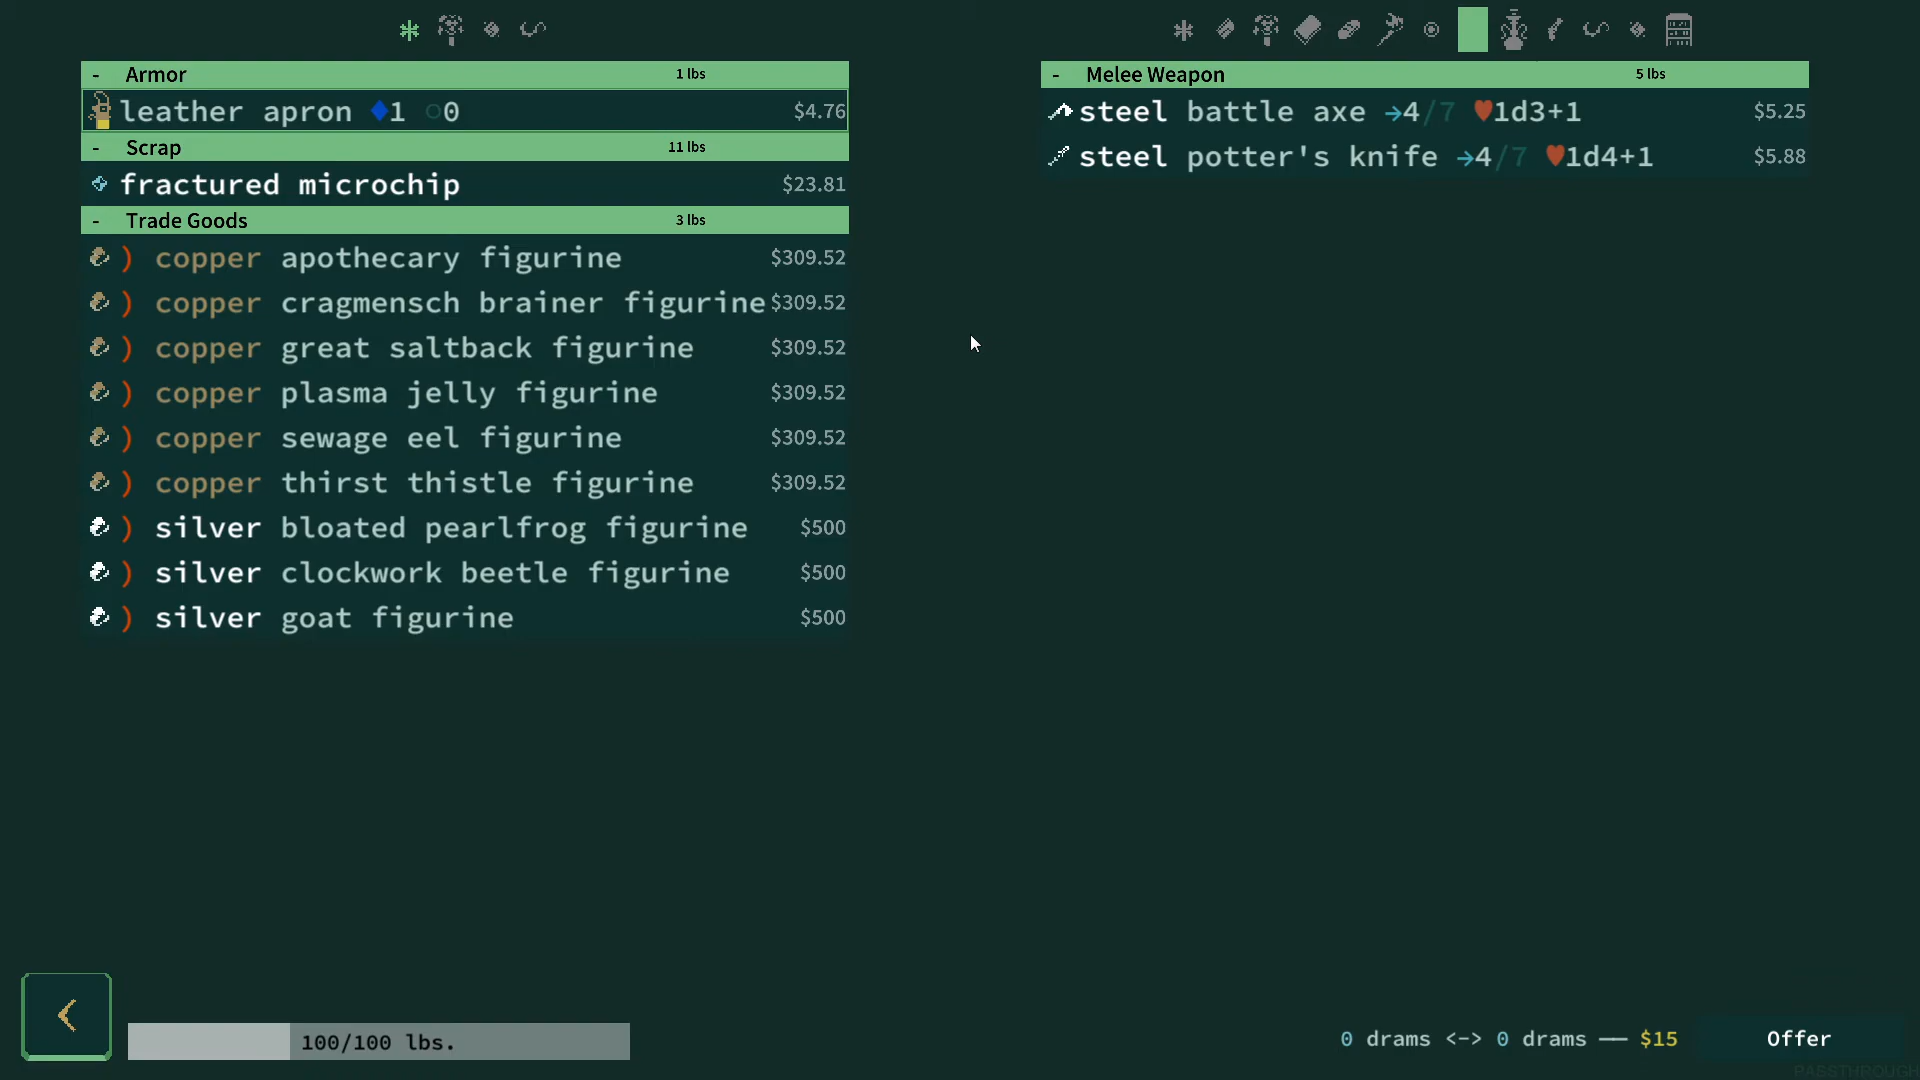 - Armor 1 lbs
leather apron ♦1 ○0 $4.76
- Scrap 11 lbs
fractured microchip $23.81
- Trade Goods 3 lbs
) copper apothecary figurine $309.52
) copper cragmensch brainer figurine $309.52
) copper great saltback figurine $309.52
) copper plasma jelly figurine $309.52
) copper sewage eel figurine $309.52
) copper thirst thistle figurine $309.52
) silver bloated pearlfrog figurine $500
) silver clockwork beetle figurine $500
) silver goat figurine $500
- Melee Weapon 5 lbs
steel battle axe →4/7 ♥1d3+1 $5.25
steel potter's knife →4/7 ♥1d4+1 $5.88
100/100 lbs.
0 drams <-> 0 drams — $15
Offer
PASSTHROUGH